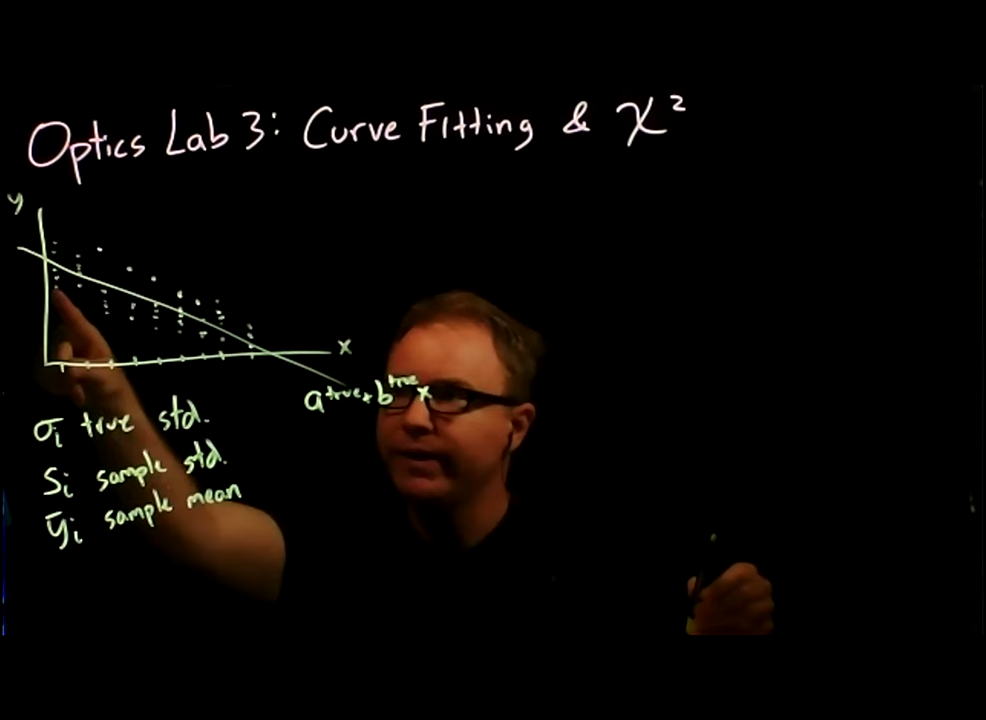 Optics Lab 3: Curve Fitting & χ²
y
x
a^true + b^true x
σᵢ true std.
Sᵢ sample std.
ȳᵢ sample mean